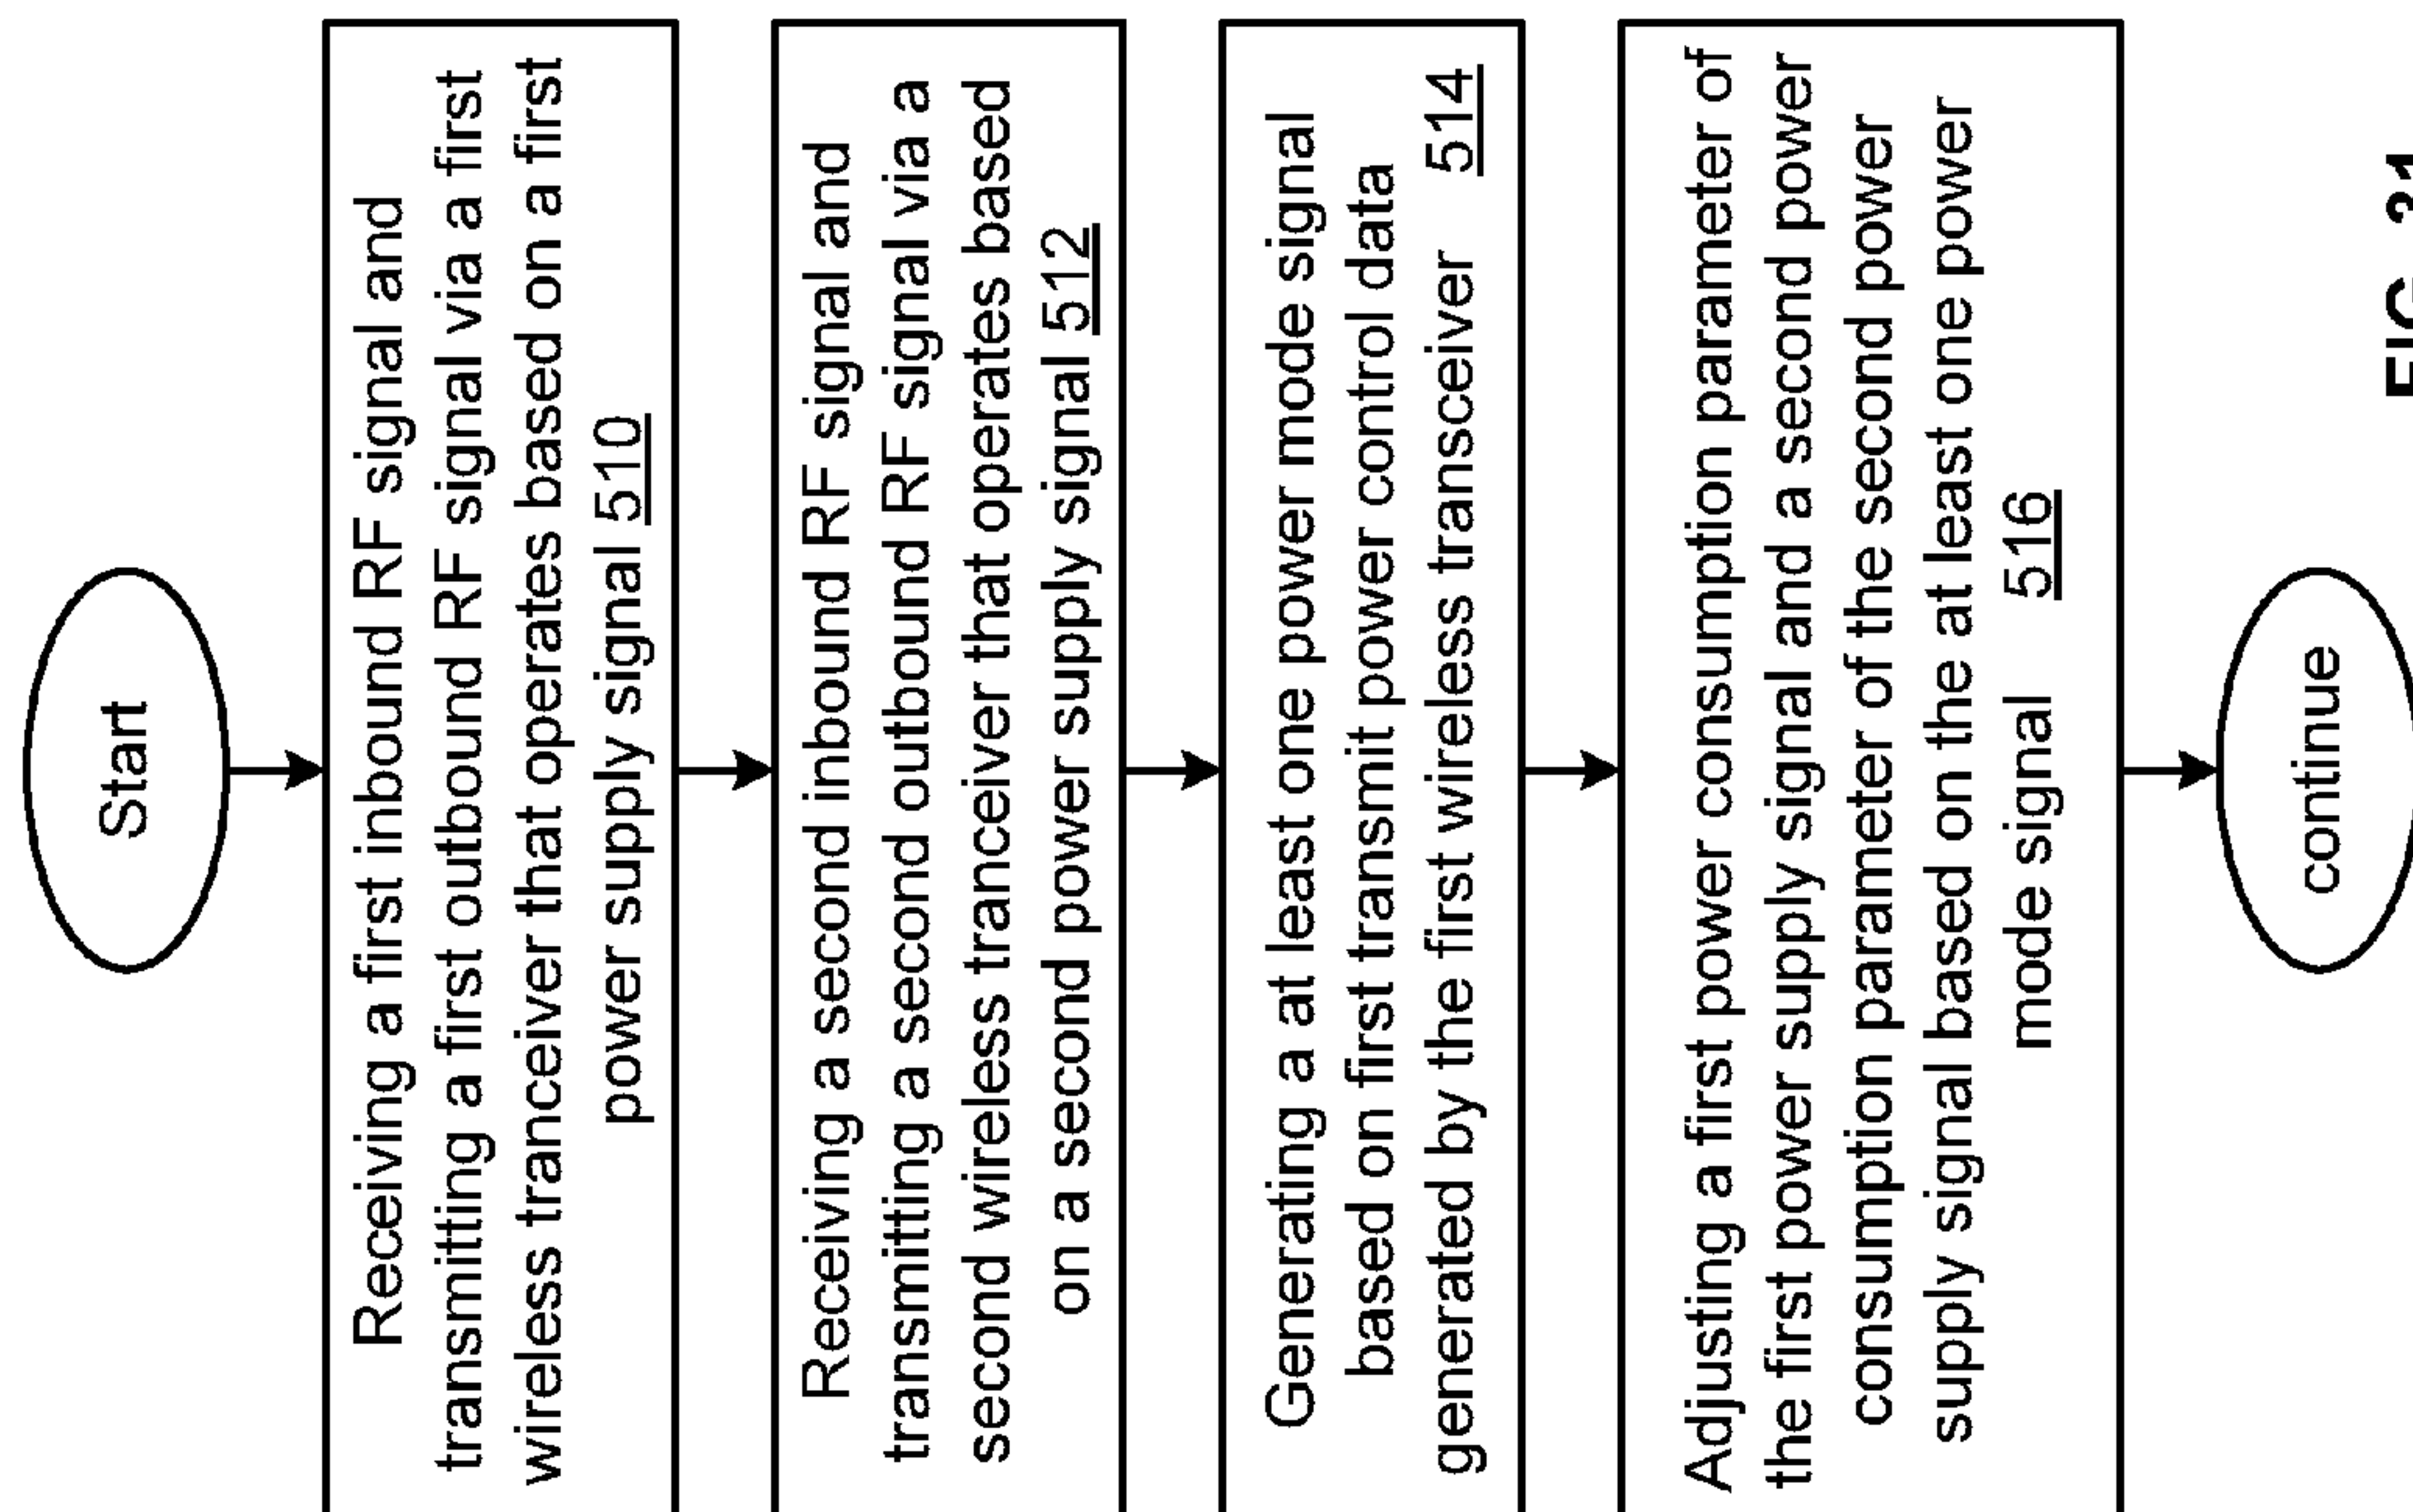 Start
Receiving a first inbound RF signal and
transmitting a first outbound RF signal via a first
wireless tranceiver that operates based on a first
power supply signal 510
Receiving a second inbound RF signal and
transmitting a second outbound RF signal via a
second wireless tranceiver that operates based
on a second power supply signal 512
Generating a at least one power mode signal
based on first transmit power control data
generated by the first wireless transceiver 514
Adjusting a first power consumption parameter of
the first power supply signal and a second power
consumption parameter of the second power
supply signal based on the at least one power
mode signal 516
continue